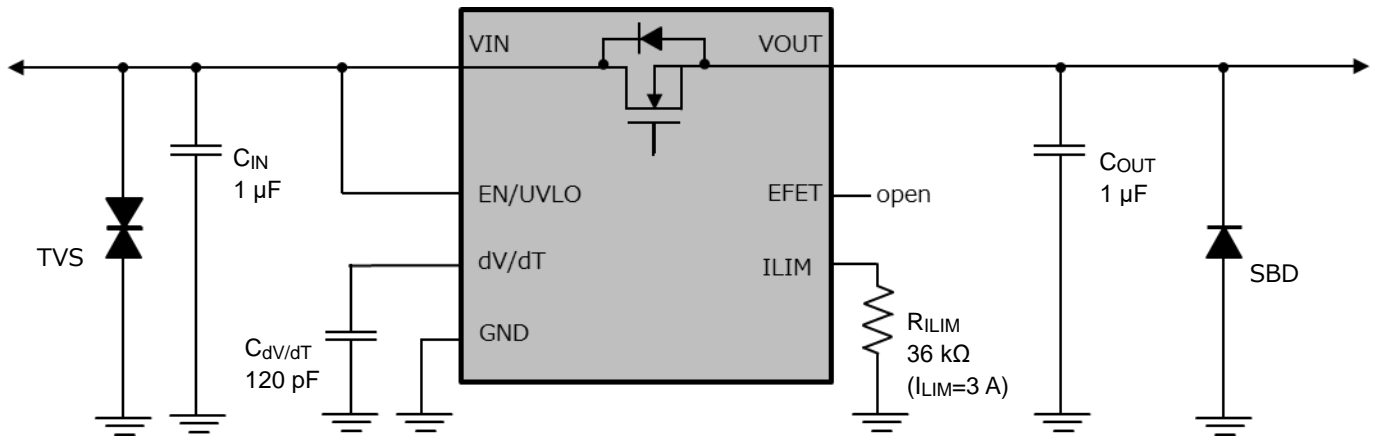 VIN
VOUT
CIN
1 µF
EN/UVLO
EFET
open
COUT
1 µF
TVS
dV/dT
ILIM
SBD
CdV/dT
120 pF
GND
RILIM
36 kΩ
(ILIM=3 A)